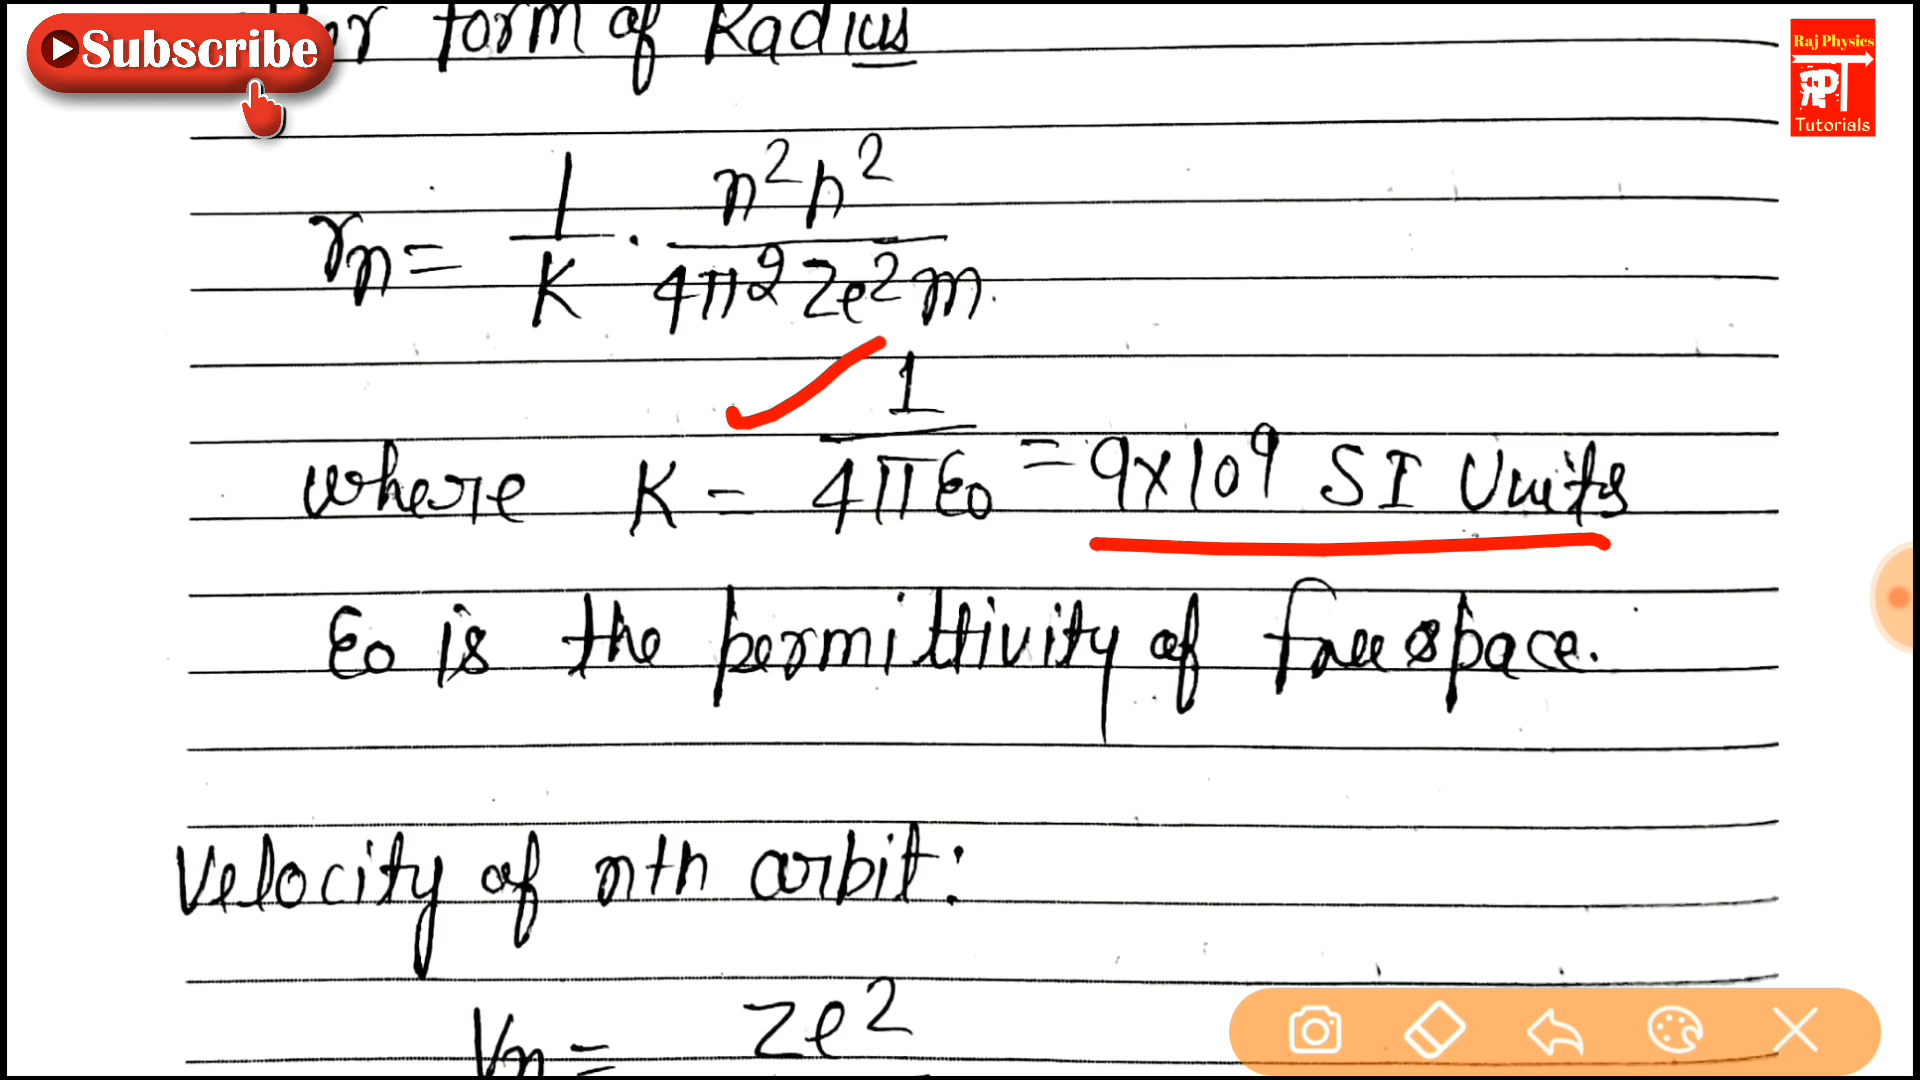 Subscribe
form of Radius
Raj Physics
RPT
Tutorials
rn = 1/K . n²h²/4π²Ze²m
where K = 1/4πε0 = 9×10⁹ SI Units
ε0 is the permittivity of free space.
Velocity of nth orbit:
Vn = Ze²